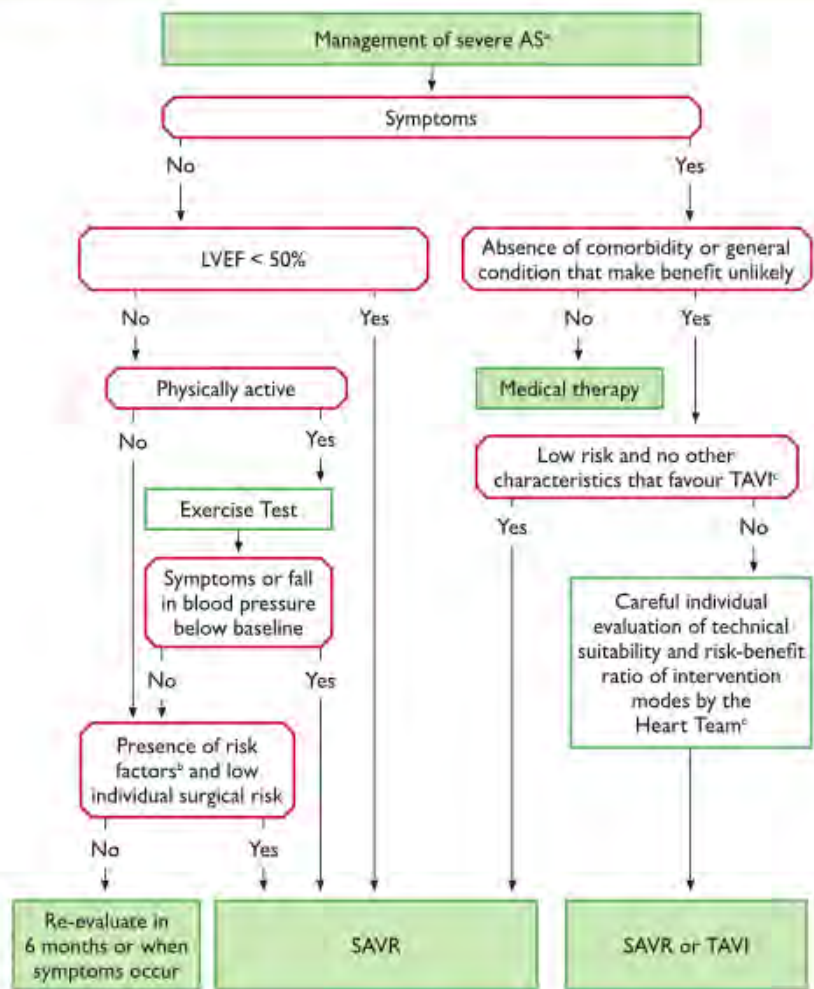 Management of severe ASᵃ
Symptoms
No
Yes
LVEF < 50%
Absence of comorbidity or general
condition that make benefit unlikely
No
Yes
No
Yes
Physically active
Medical therapy
No
Yes
Low risk and no other
characteristics that favour TAVIᶜ
Exercise Test
Yes
No
Symptoms or fall
in blood pressure
below baseline
Careful individual
evaluation of technical
suitability and risk-benefit
ratio of intervention
modes by the
Heart Teamᶜ
No
Yes
Presence of risk
factorsᵇ and low
individual surgical risk
No
Yes
Re-evaluate in
6 months or when
symptoms occur
SAVR
SAVR or TAVI